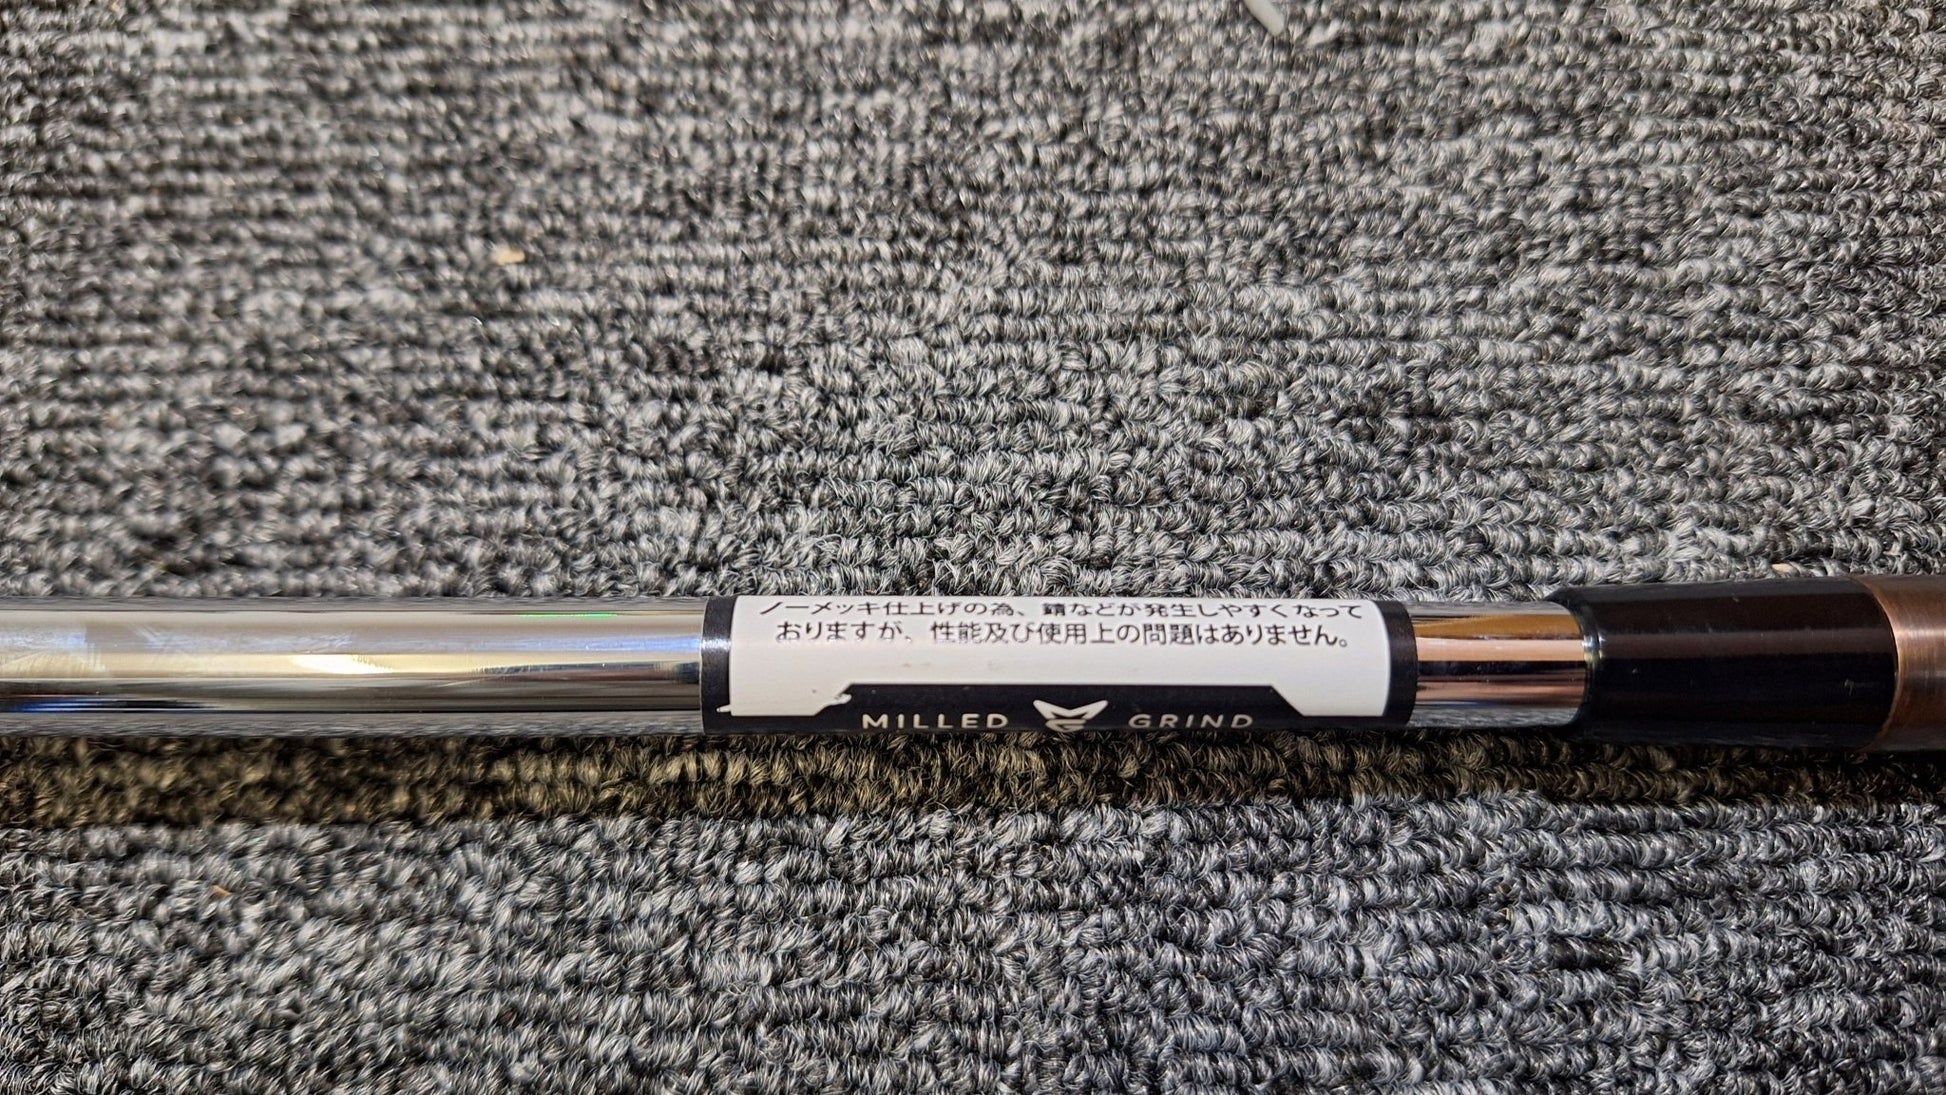 ノーメッキ仕上げの為、錆などが発生しやすくなって
おりますが、性能及び使用上の問題はありません。
MILLED GRIND